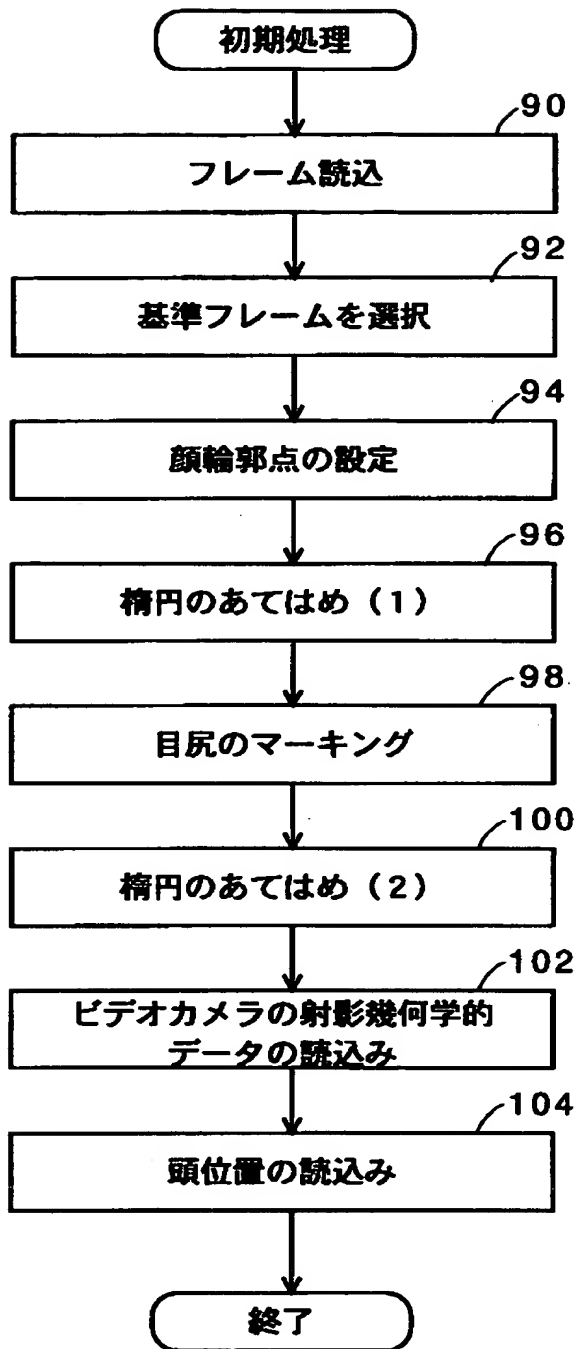 初期処理
90
フレーム読込
92
基準フレームを選択
94
顔輪郭点の設定
96
楕円のあてはめ（1）
98
目尻のマーキング
100
楕円のあてはめ（2）
102
ビデオカメラの射影幾何学的
データの読込み
104
頭位置の読込み
終了